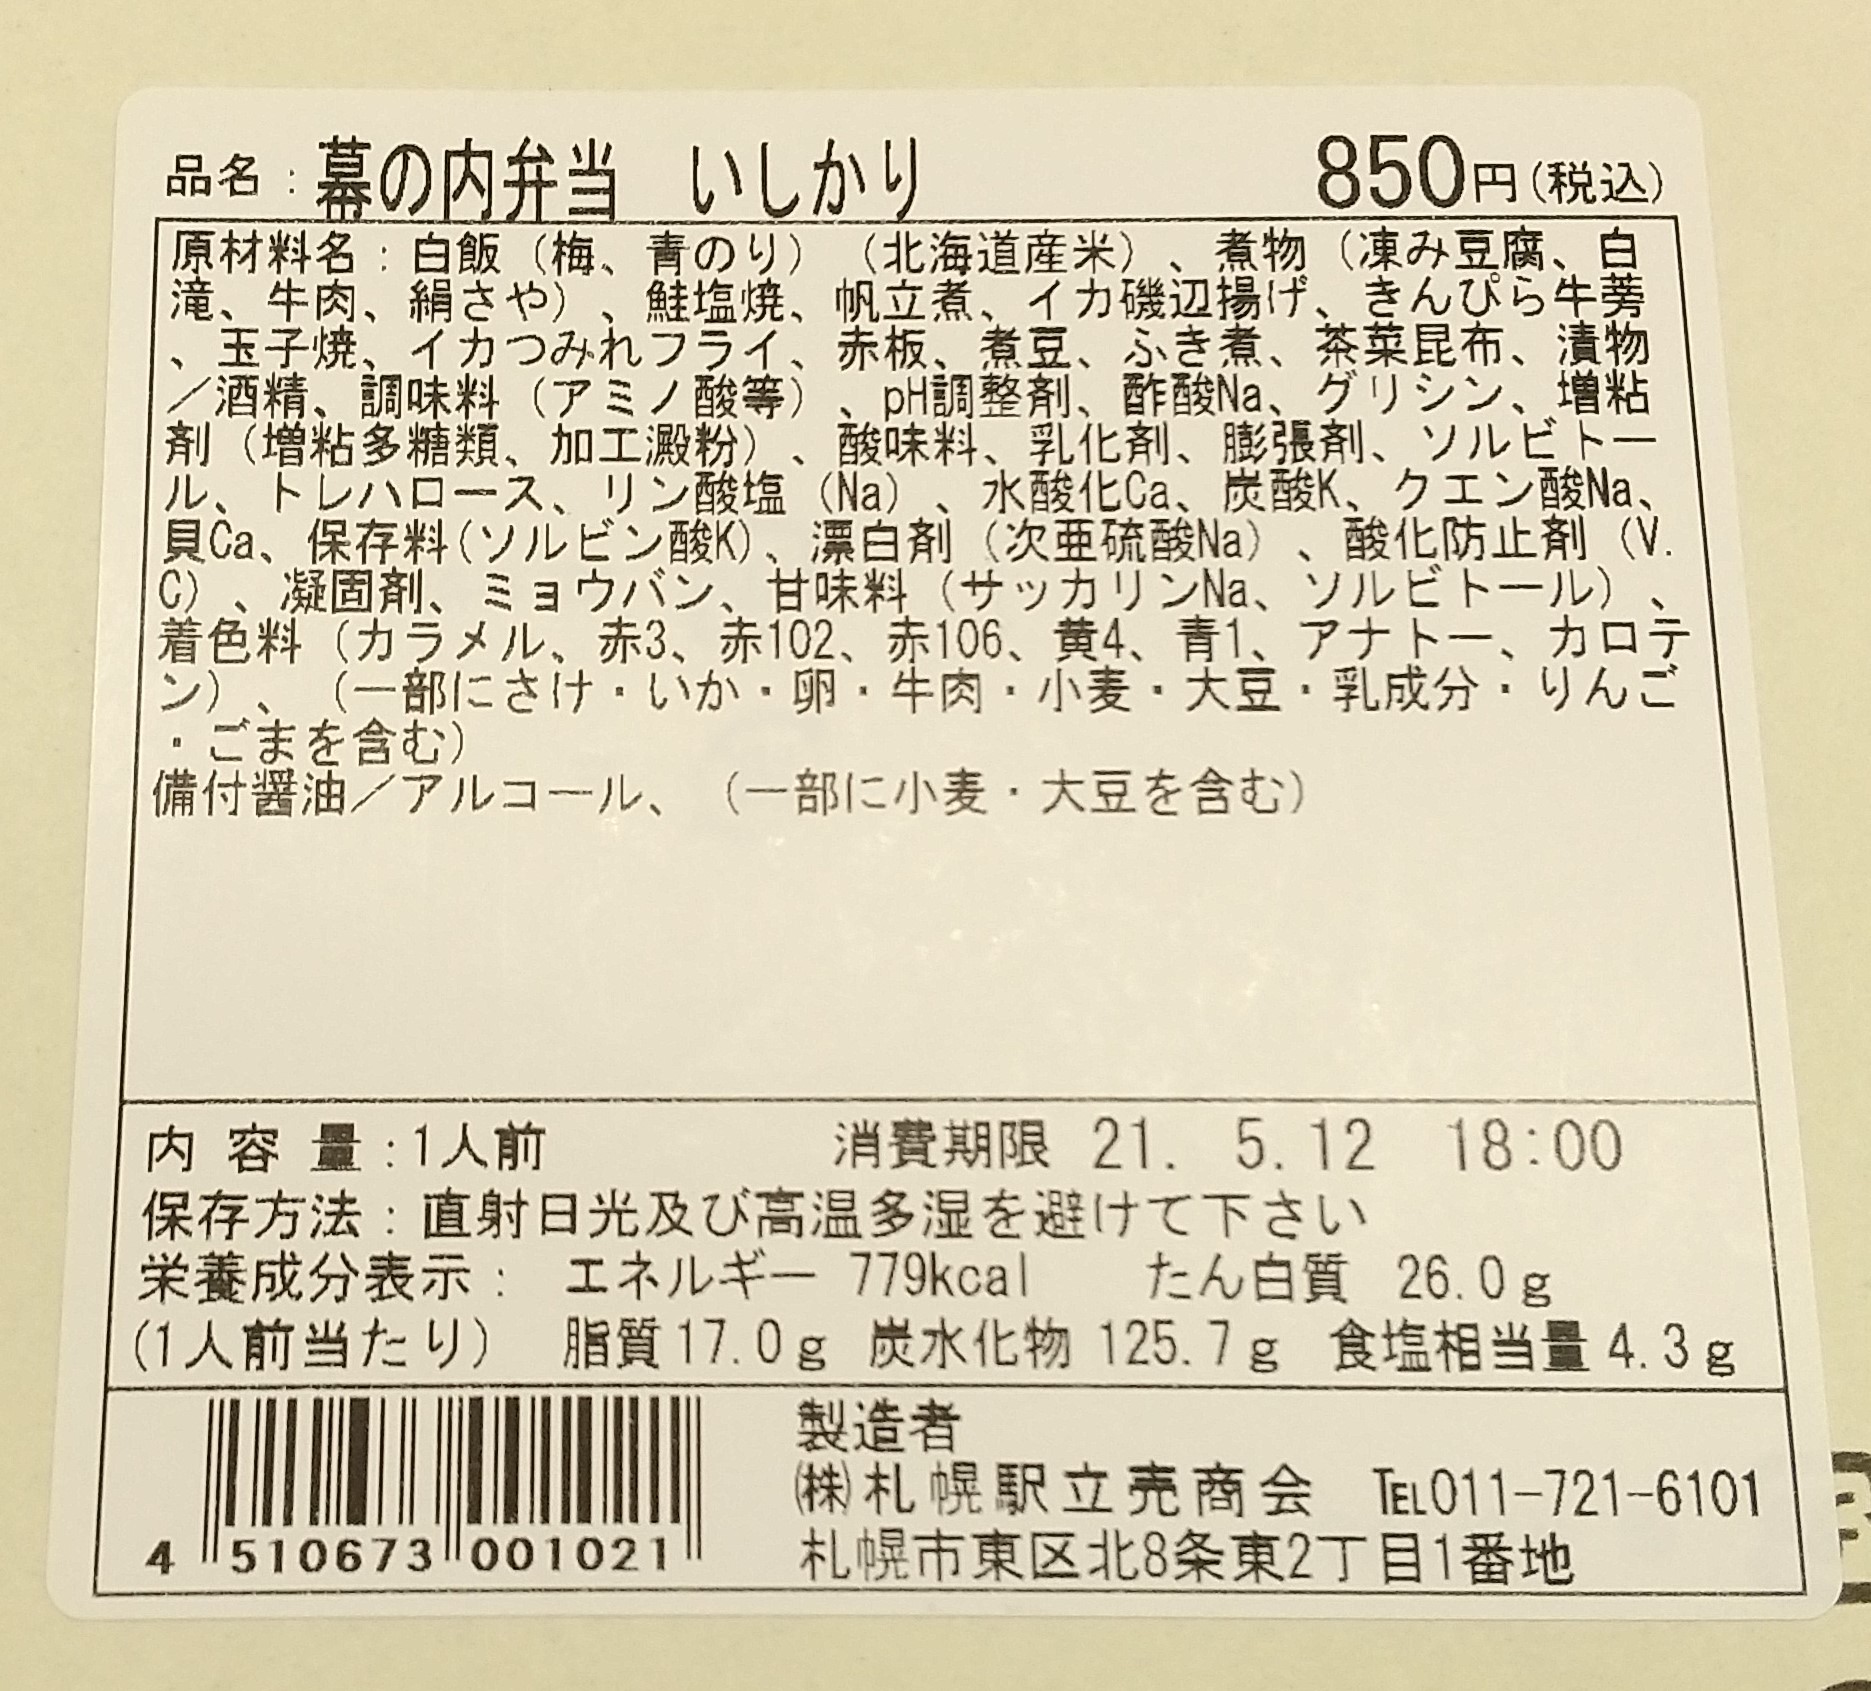 品名：幕の内弁当　いしかり　850円(税込)
原材料名：白飯（梅、青のり）（北海道産米）、煮物（凍み豆腐、白
滝、牛肉、絹さや）、鮭塩焼、帆立煮、イカ磯辺揚げ、きんぴら牛蒡
、玉子焼、イカつみれフライ、赤板、煮豆、ふき煮、茶菜昆布、漬物
／酒精、調味料（アミノ酸等）、pH調整剤、酢酸Na、グリシン、増粘
剤（増粘多糖類、加工澱粉）、酸味料、乳化剤、膨張剤、ソルビトー
ル、トレハロース、リン酸塩（Na）、水酸化Ca、炭酸K、クエン酸Na、
貝Ca、保存料(ソルビン酸K)、漂白剤（次亜硫酸Na）、酸化防止剤（V.
C）、凝固剤、ミョウバン、甘味料（サッカリンNa、ソルビトール）、
着色料（カラメル、赤3、赤102、赤106、黄4、青1、アナトー、カロテ
ン）、（一部にさけ・いか・卵・牛肉・小麦・大豆・乳成分・りんご
・ごまを含む）
備付醤油／アルコール、（一部に小麦・大豆を含む）
内容量：1人前　消費期限 21. 5.12 18:00
保存方法：直射日光及び高温多湿を避けて下さい
栄養成分表示：　エネルギー 779kcal　たん白質 26.0g
(1人前当たり)　脂質17.0g 炭水化物 125.7g 食塩相当量4.3g
製造者
㈱札幌駅立売商会　℡011-721-6101
札幌市東区北8条東2丁目1番地
4 510673 001021